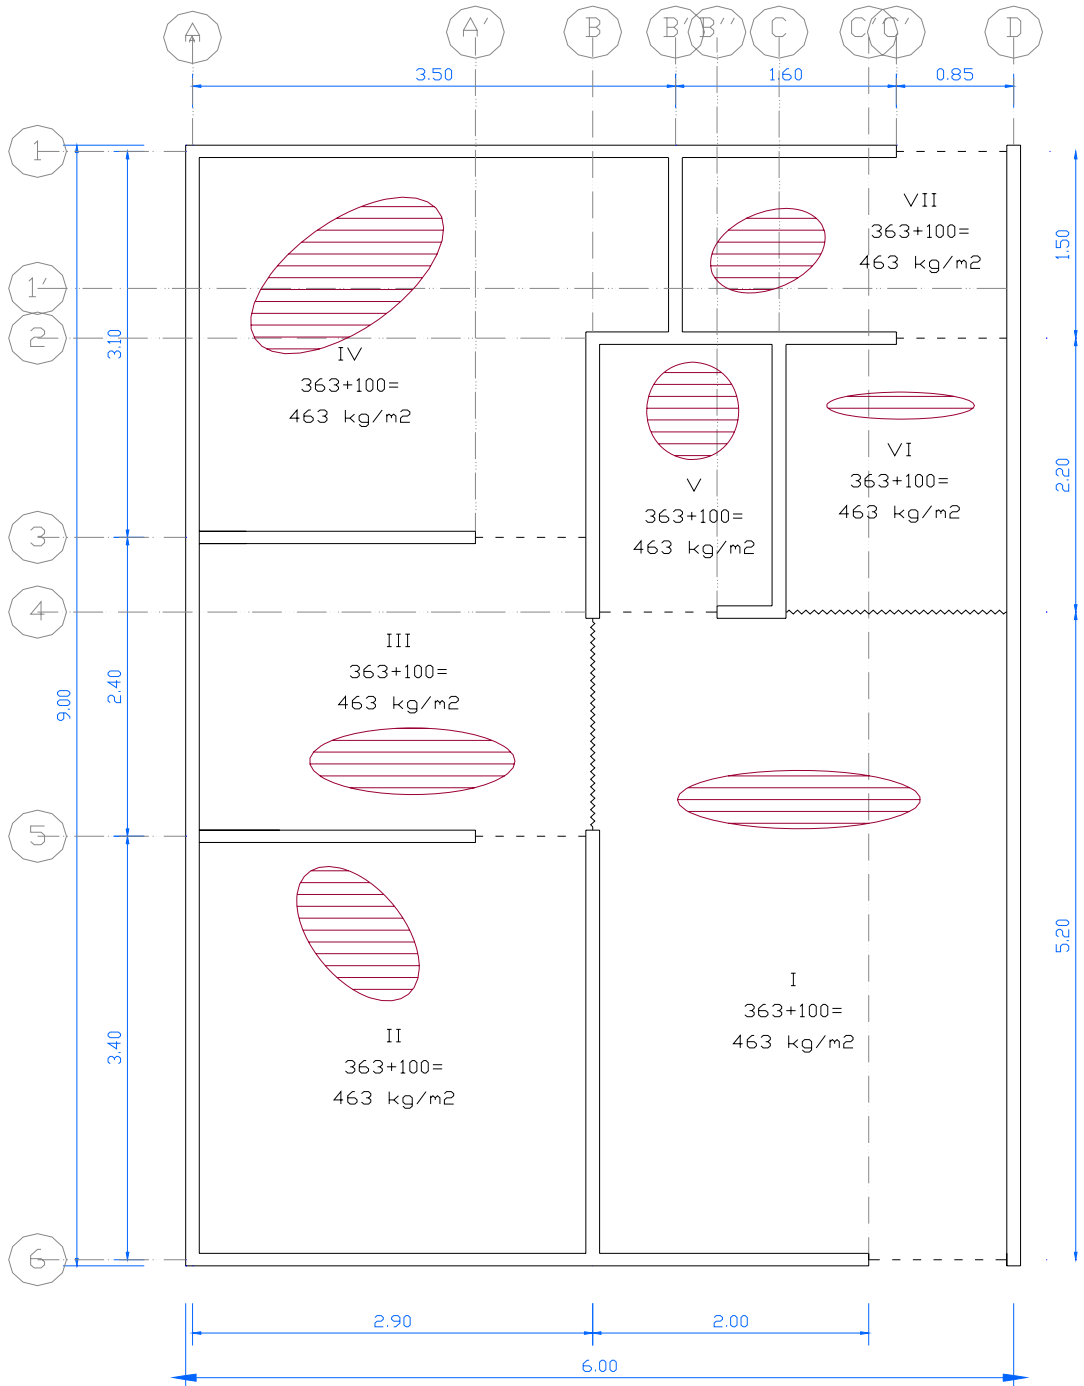 A
A'
B
B'
B''
C
C''
C'
D
3.50
1.60
0.85
1
VII
363+100=
463 kg/m2
1.50
1'
2
3.10
IV
363+100=
463 kg/m2
VI
363+100=
463 kg/m2
2.20
V
363+100=
463 kg/m2
3
4
III
363+100=
463 kg/m2
9.00
2.40
5
5.20
I
363+100=
463 kg/m2
II
363+100=
463 kg/m2
3.40
6
2.90
2.00
6.00